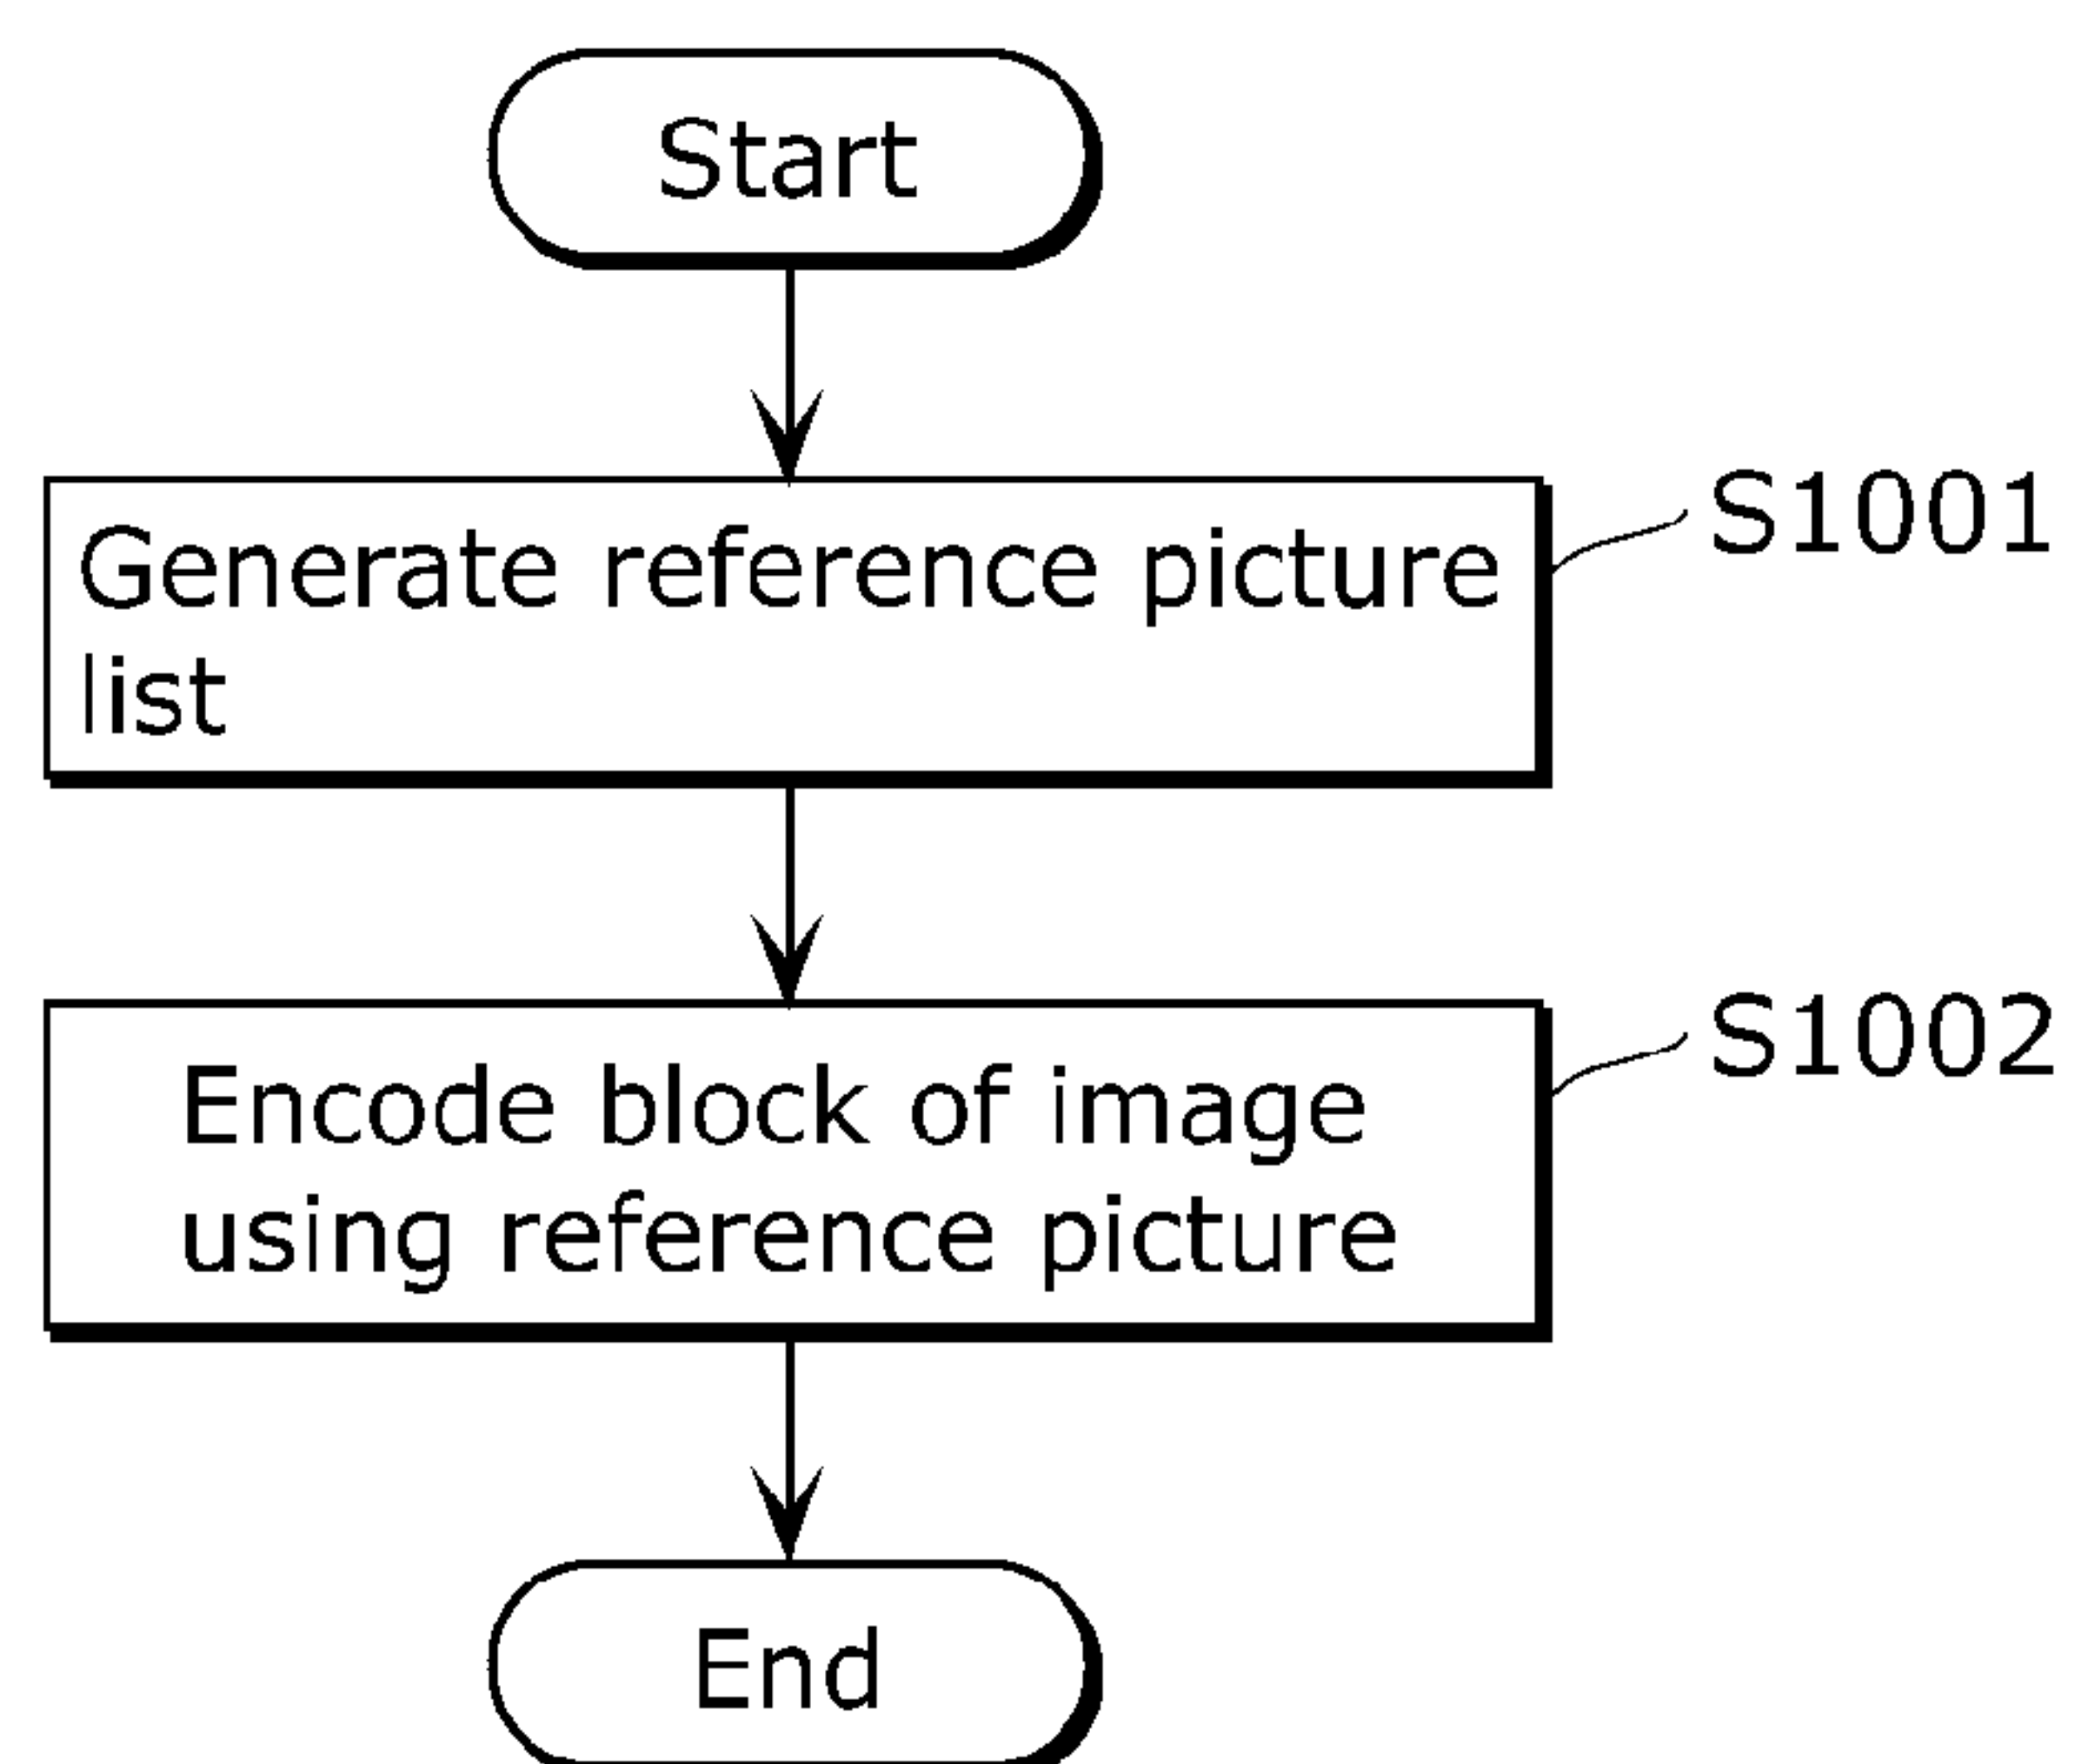 Start
Generate reference picture
list
S1001
Encode block of image
using reference picture
S1002
End